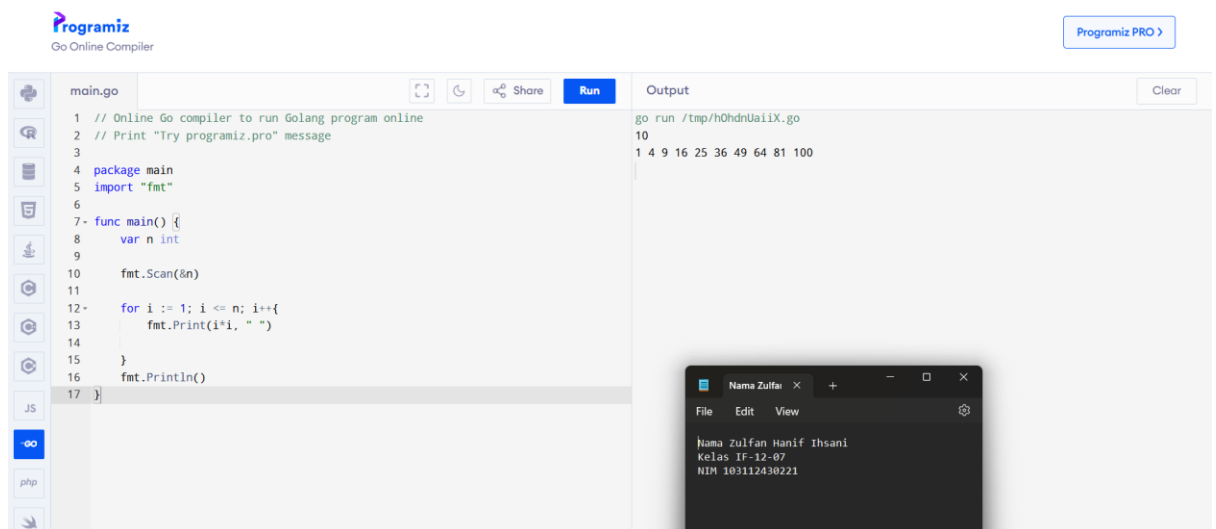 Programiz
Go Online Compiler
Programiz PRO >
main.go
Share
Run
Output
Clear
1 // Online Go compiler to run Golang program online
2 // Print "Try programiz.pro" message
3
4 package main
5 import "fmt"
6
7 func main() {
8     var n int
9
10     fmt.Scan(&n)
11
12     for i := 1; i <= n; i++{
13         fmt.Print(i*i, " ")
14
15     }
16     fmt.Println()
17 }
go run /tmp/hOhdnUaiiX.go
10
1 4 9 16 25 36 49 64 81 100
JS
GO
php
Nama Zulfa
File Edit View
Nama Zulfan Hanif Ihsani
Kelas IF-12-07
NIM 103112430221